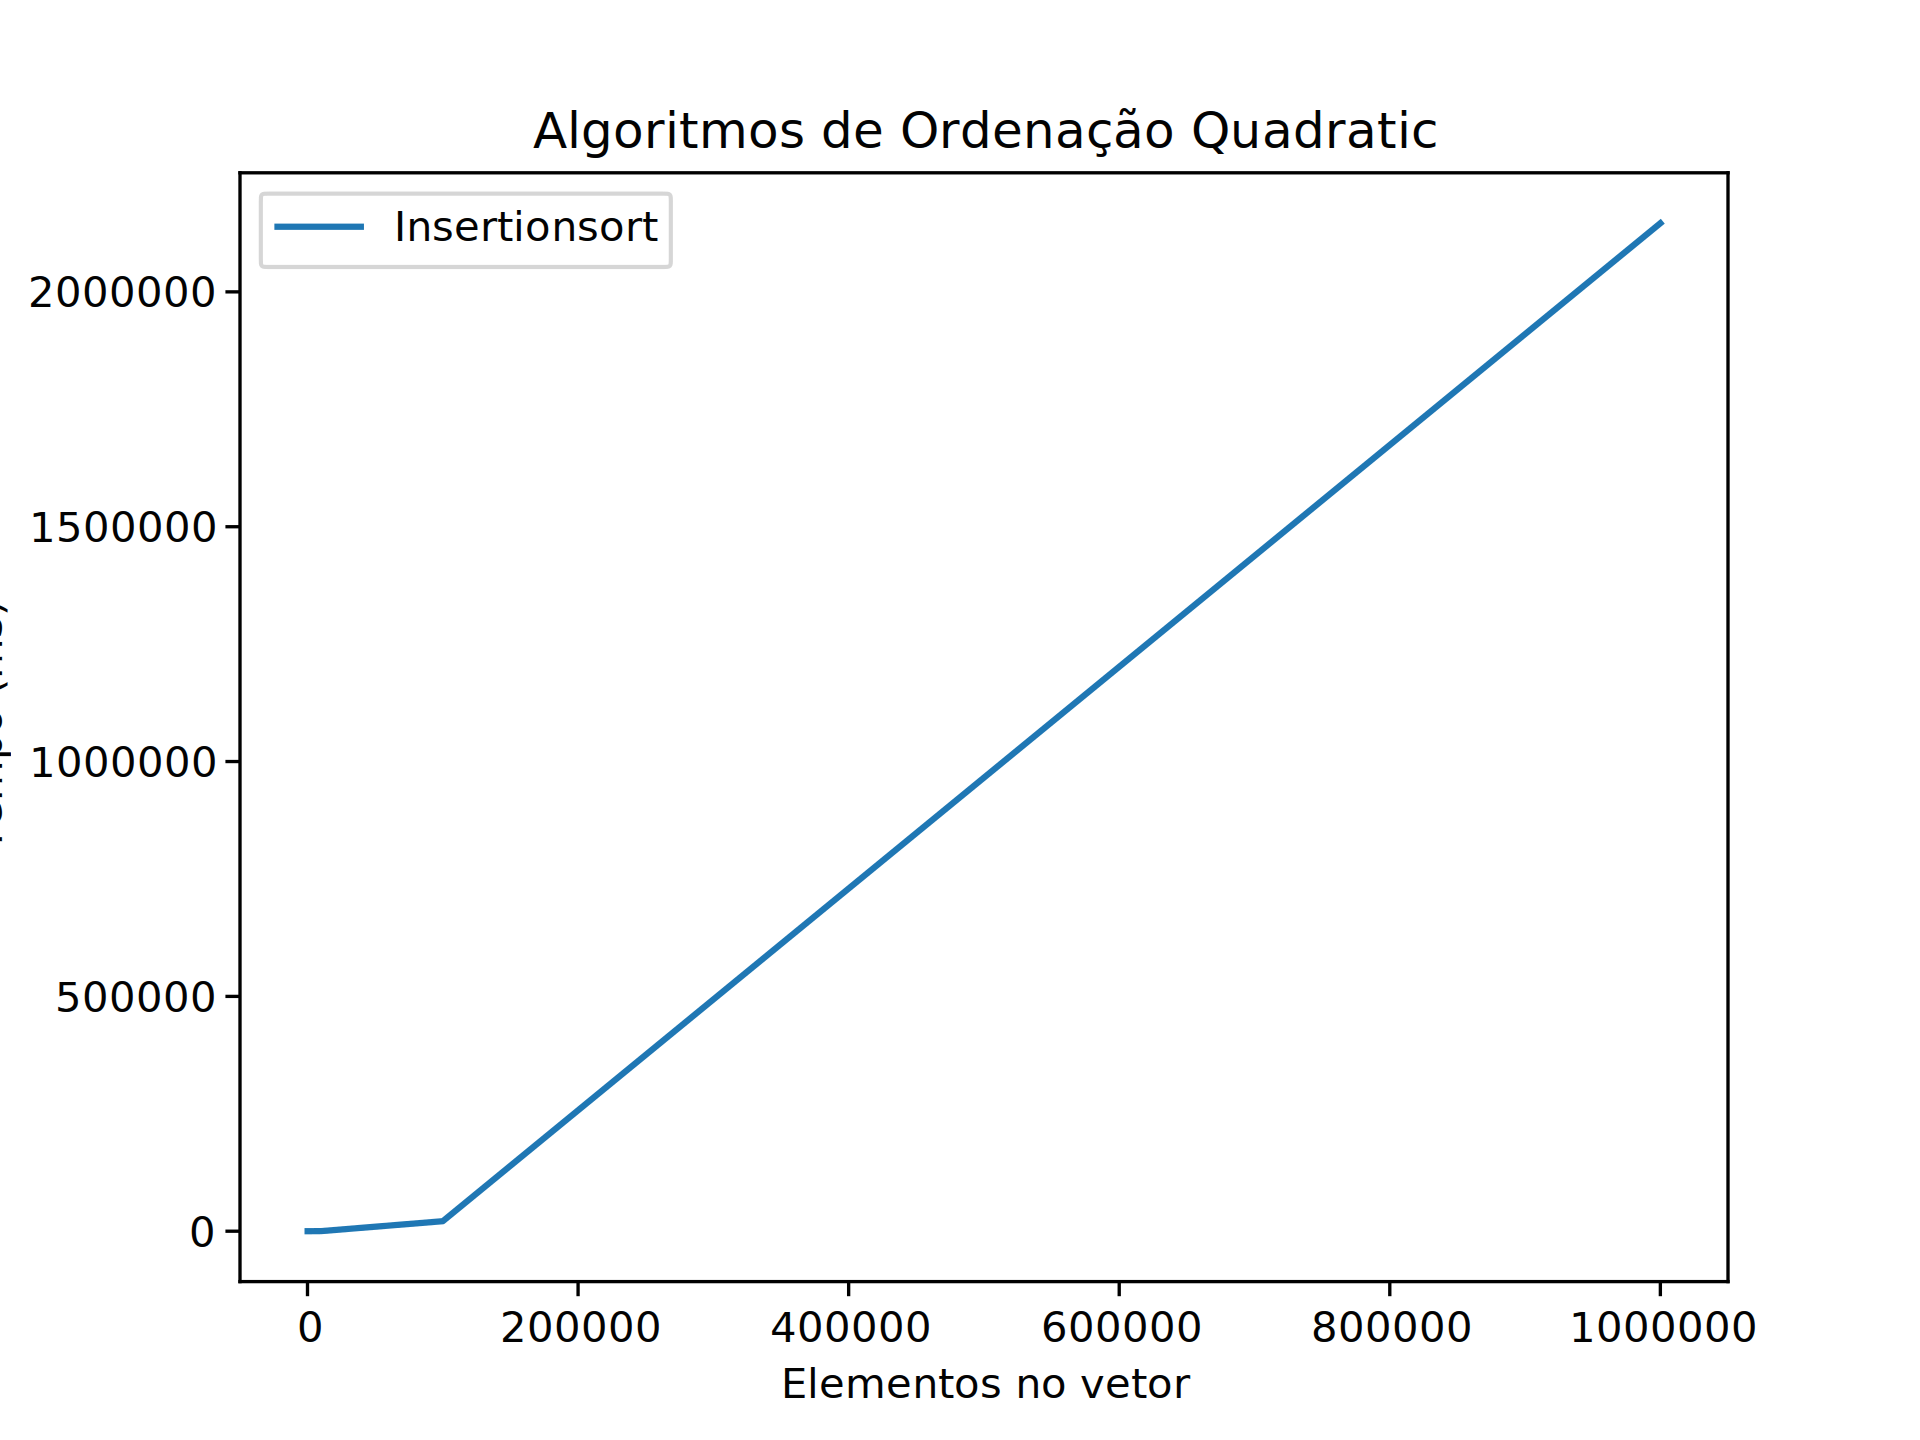 Algoritmos de Ordenação Quadratic
Insertionsort
2000000
1500000
1000000
500000
0
0 200000 400000 600000 800000 1000000
Elementos no vetor